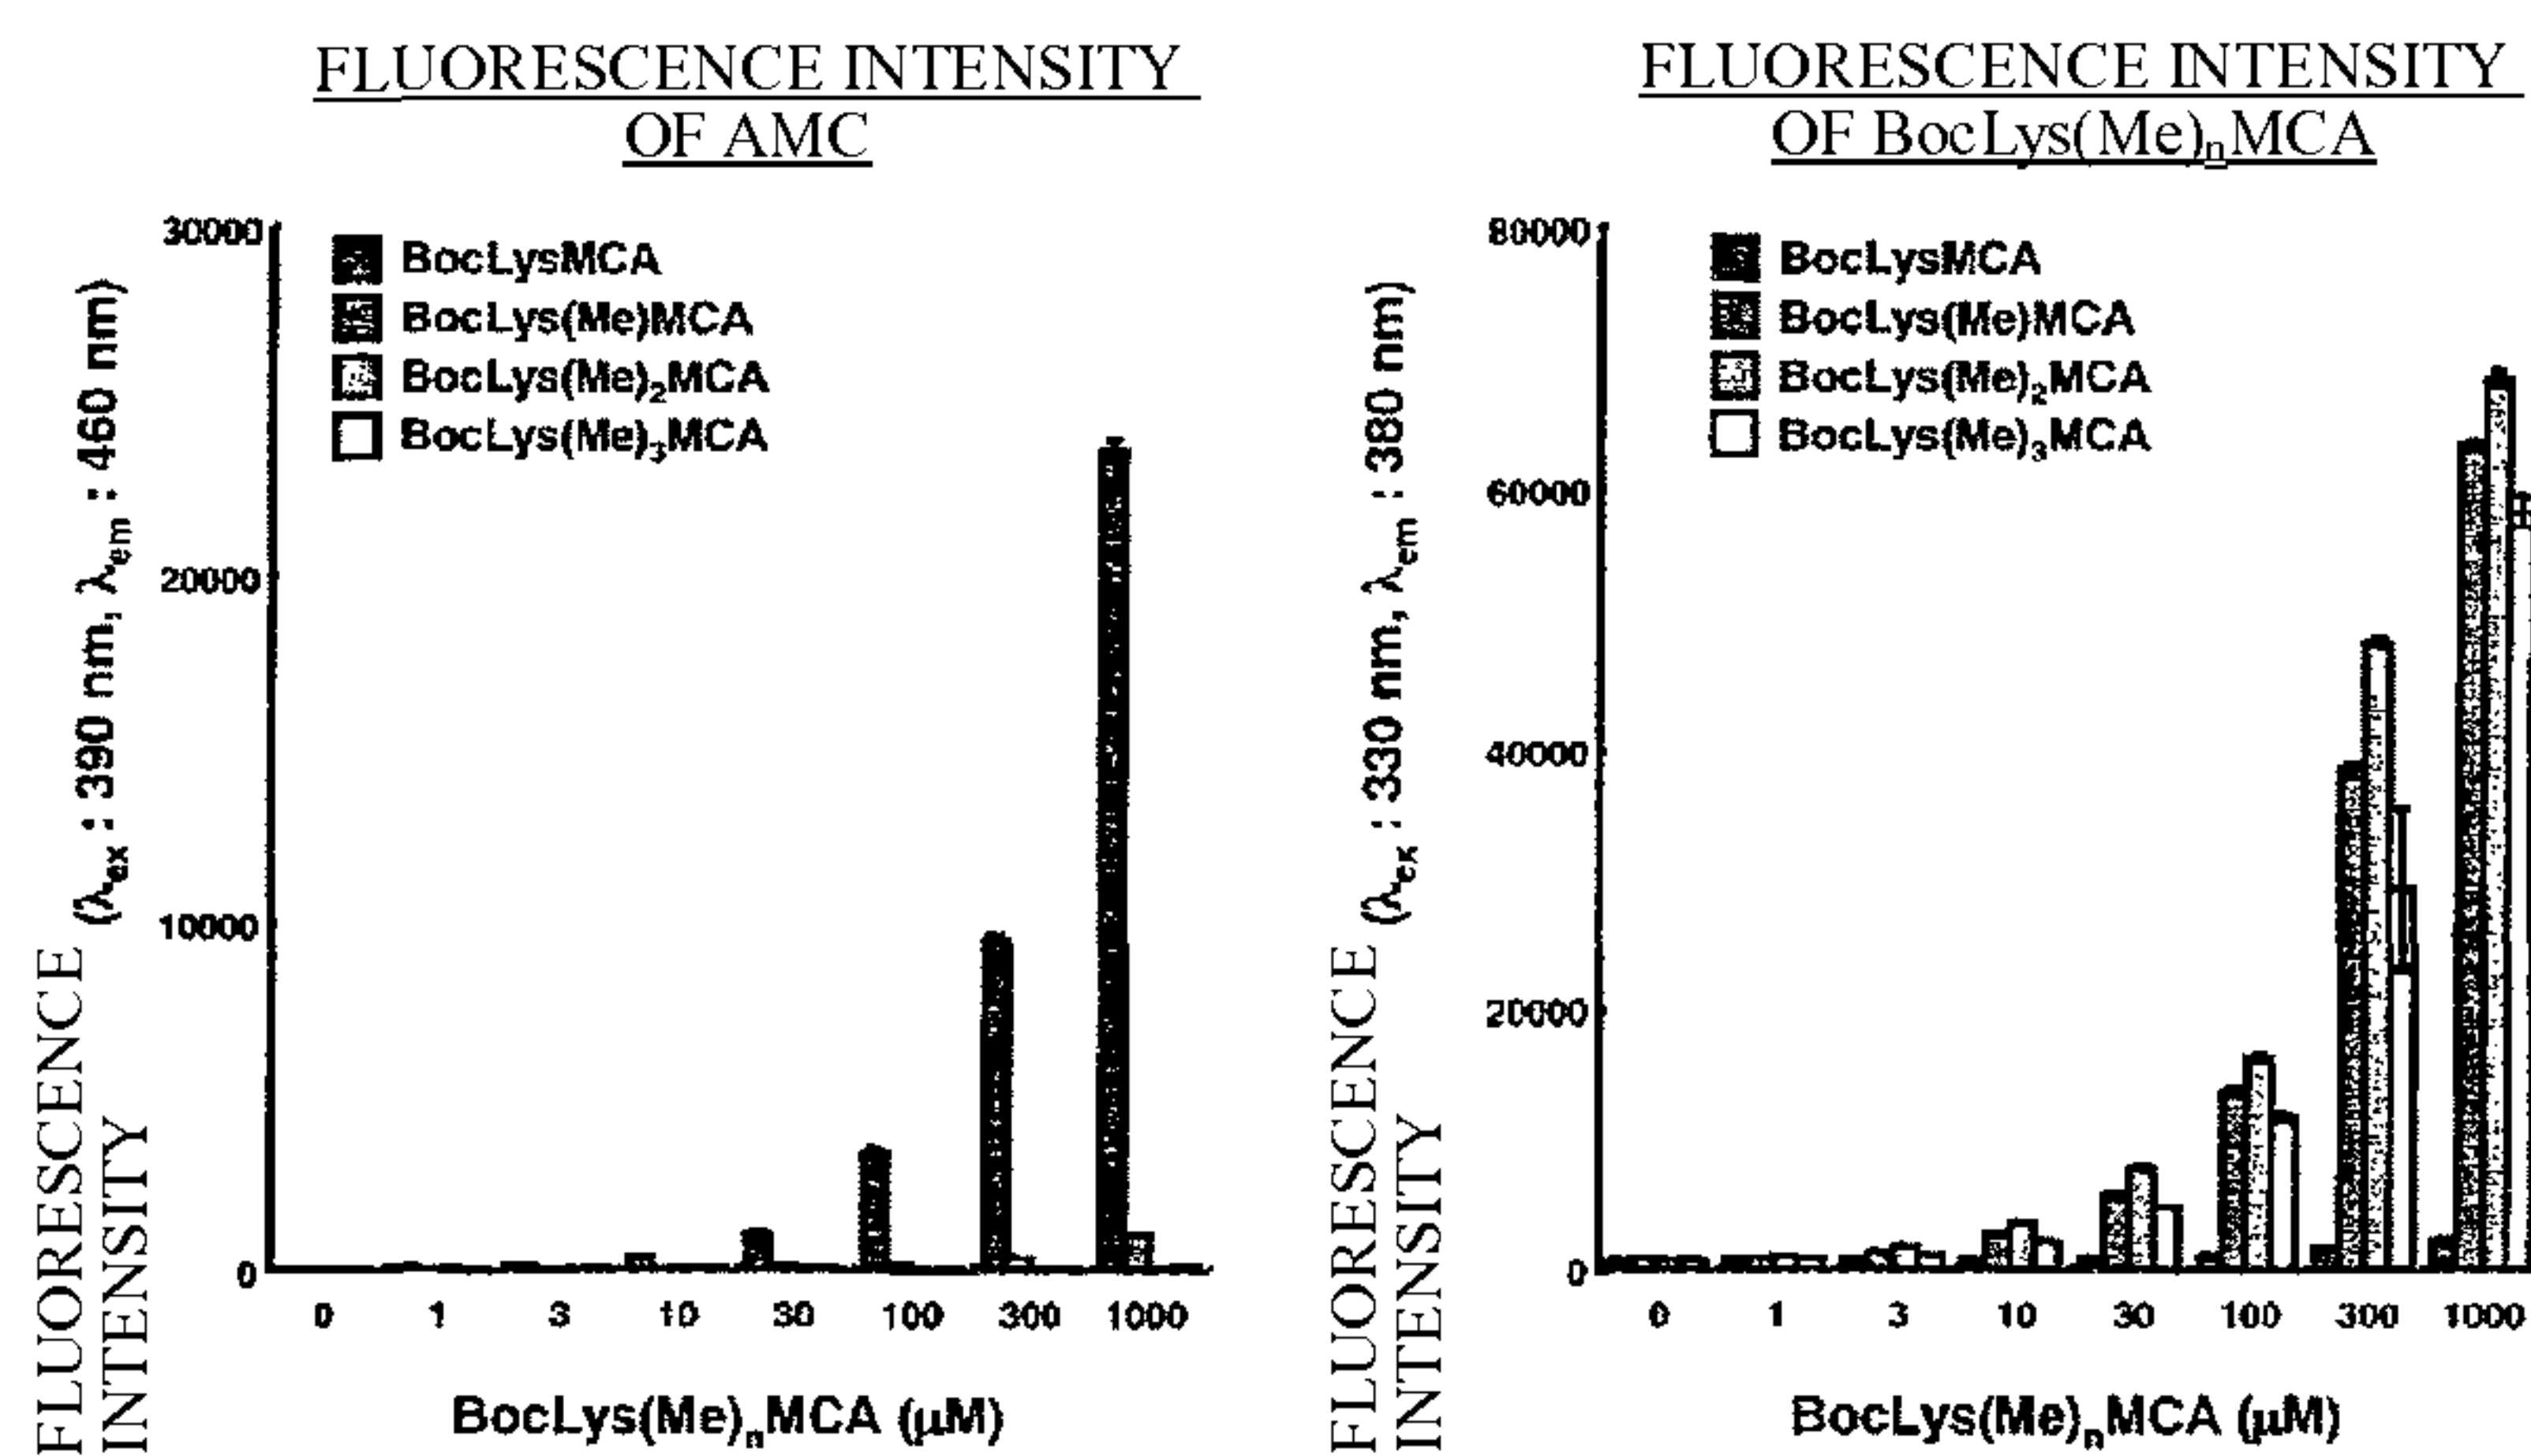 FLUORESCENCE INTENSITY
OF AMC
30000
20000
10000
0
FLUORESCENCE
INTENSITY
(λex : 390 nm, λem : 460 nm)
BocLysMCA
BocLys(Me)MCA
BocLys(Me)2MCA
BocLys(Me)3MCA
0 1 3 10 30 100 300 1000
BocLys(Me)nMCA (μM)
FLUORESCENCE INTENSITY
OF BocLys(Me)nMCA
80000
60000
40000
20000
0
FLUORESCENCE
INTENSITY
(λex : 330 nm, λem : 380 nm)
BocLysMCA
BocLys(Me)MCA
BocLys(Me)2MCA
BocLys(Me)3MCA
0 1 3 10 30 100 300 1000
BocLys(Me)nMCA (μM)